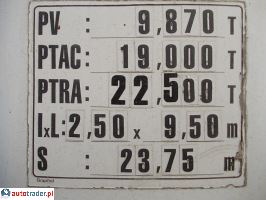 PV : 9,870 T
PTAC : 19,000 T
PTRA : 22,500 T
IxL: 2,50 x 9,50 m
S : 23,75 m
autotrader.pl